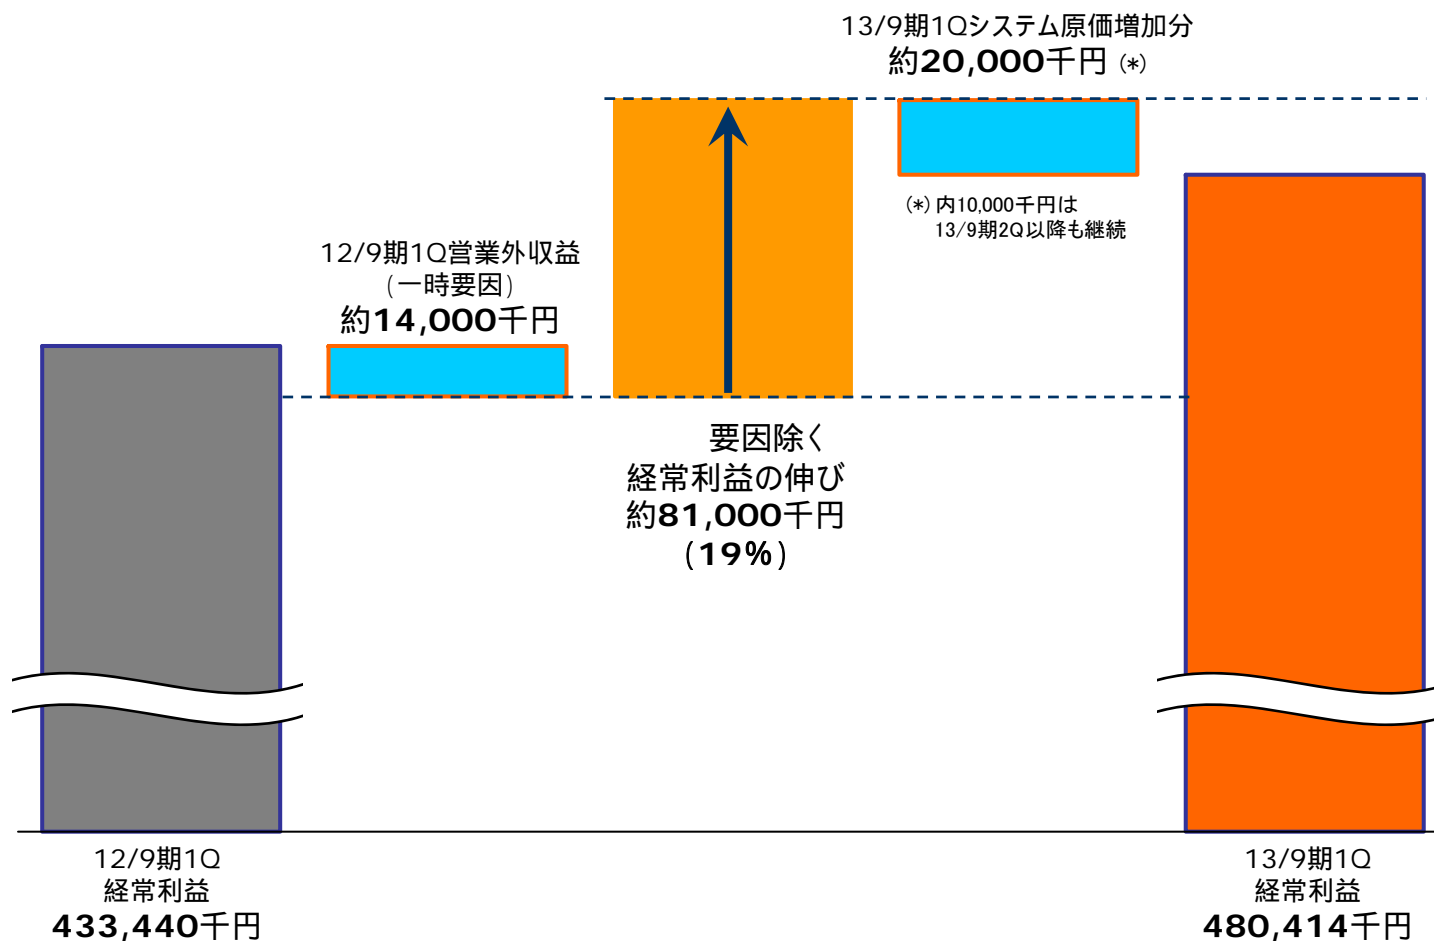 13/9期1Qシステム原価増加分
約20,000千円 (*)
(*) 内10,000千円は
13/9期2Q以降も継続
12/9期1Q営業外収益
(一時要因)
約14,000千円
要因除く
経常利益の伸び
約81,000千円
(19%)
12/9期1Q
経常利益
433,440千円
13/9期1Q
経常利益
480,414千円